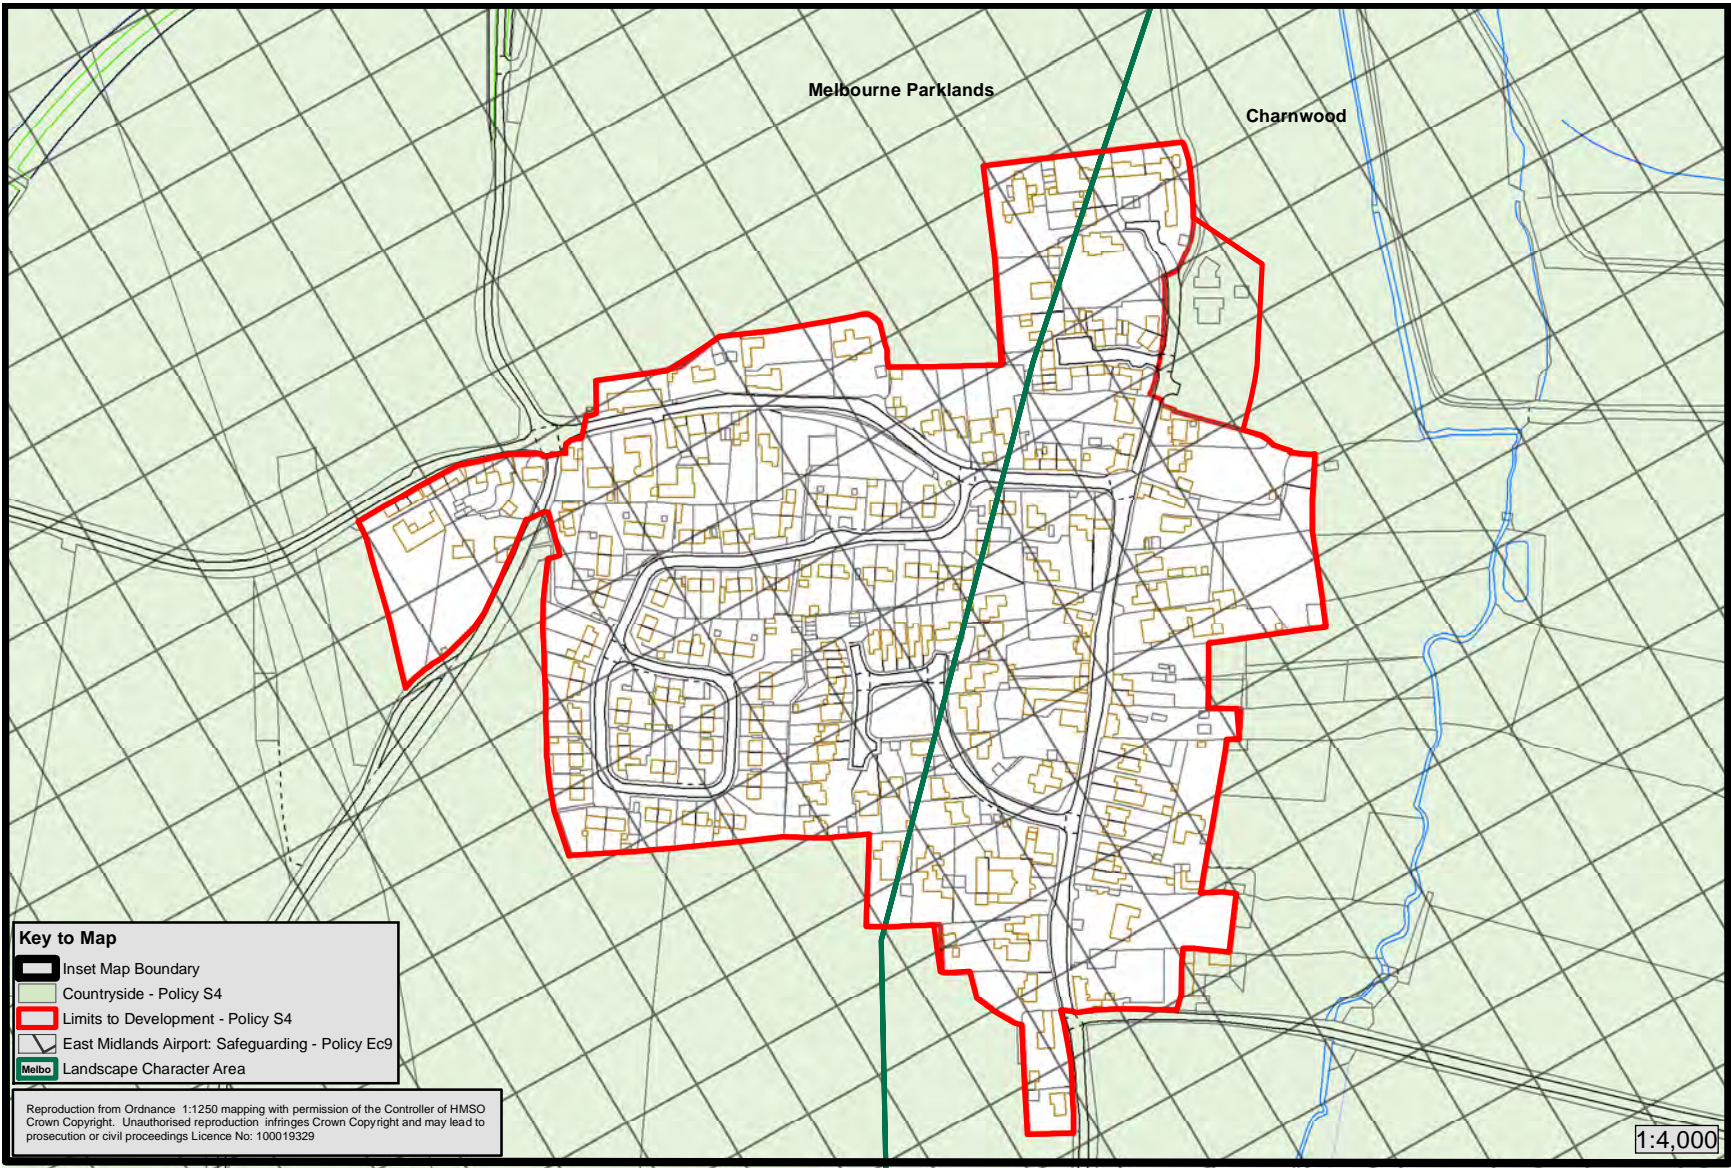 Melbourne Parklands
Charnwood
Key to Map
Inset Map Boundary
Countryside - Policy S4
Limits to Development - Policy S4
East Midlands Airport: Safeguarding - Policy Ec9
Melbo
Landscape Character Area
Reproduction from Ordnance 1:1250 mapping with permission of the Controller of HMSO
Crown Copyright. Unauthorised reproduction infringes Crown Copyright and may lead to
prosecution or civil proceedings Licence No: 100019329
1:4,000